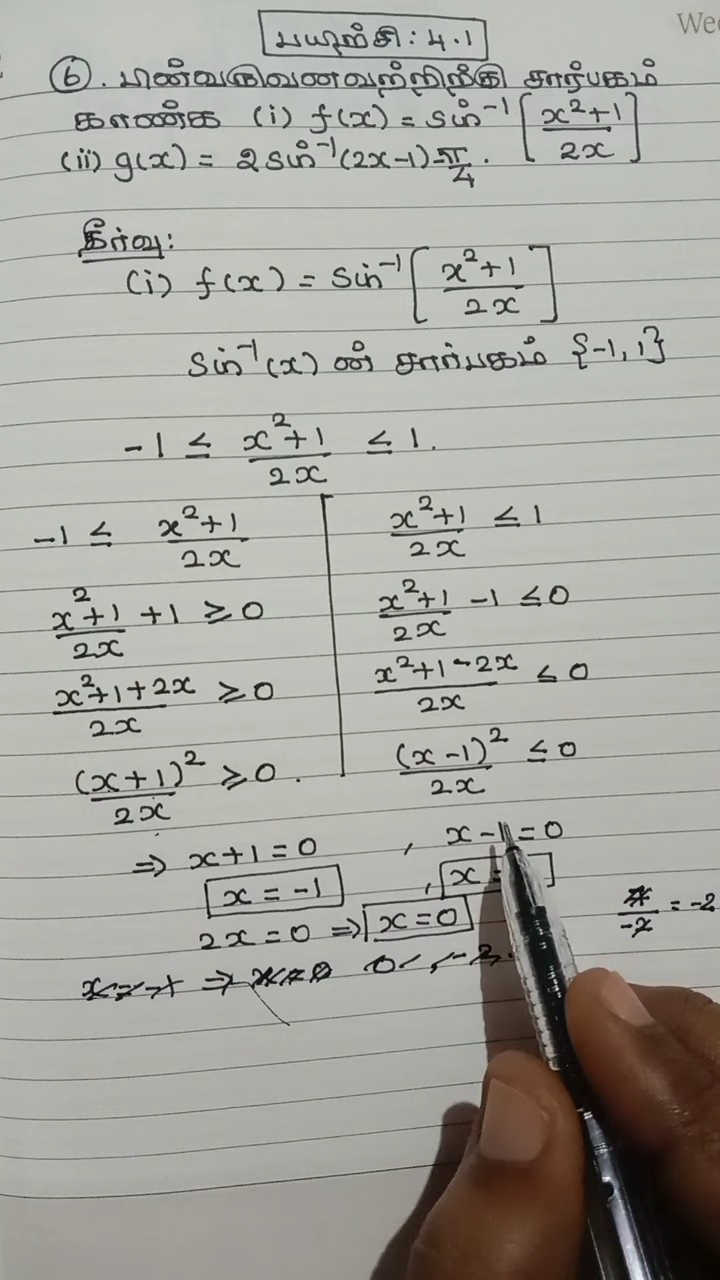 பயிற்சி : 4.1
⑥. பின்வருவனவற்றிற்கு சார்பகம்
காண்க (i) f(x) = sin⁻¹ [x²+1 / 2x]
(ii) g(x) = 2 sin⁻¹(2x-1) - π/4.
தீர்வு:
(i) f(x) = sin⁻¹ [x²+1 / 2x]
sin⁻¹(x) ன் சார்பகம் {-1, 1}
-1 ≤ x²+1 / 2x ≤ 1.
-1 ≤ x²+1 / 2x
x²+1 / 2x + 1 ≥ 0
x²+1+2x / 2x ≥ 0
(x+1)² / 2x ≥ 0.
x²+1 / 2x ≤ 1
x²+1 / 2x - 1 ≤ 0
x²+1-2x / 2x ≤ 0
(x-1)² / 2x ≤ 0
⇒ x+1 = 0 , x-1 = 0
x = -1 , x =
2x = 0 ⇒ x = 0
= -2